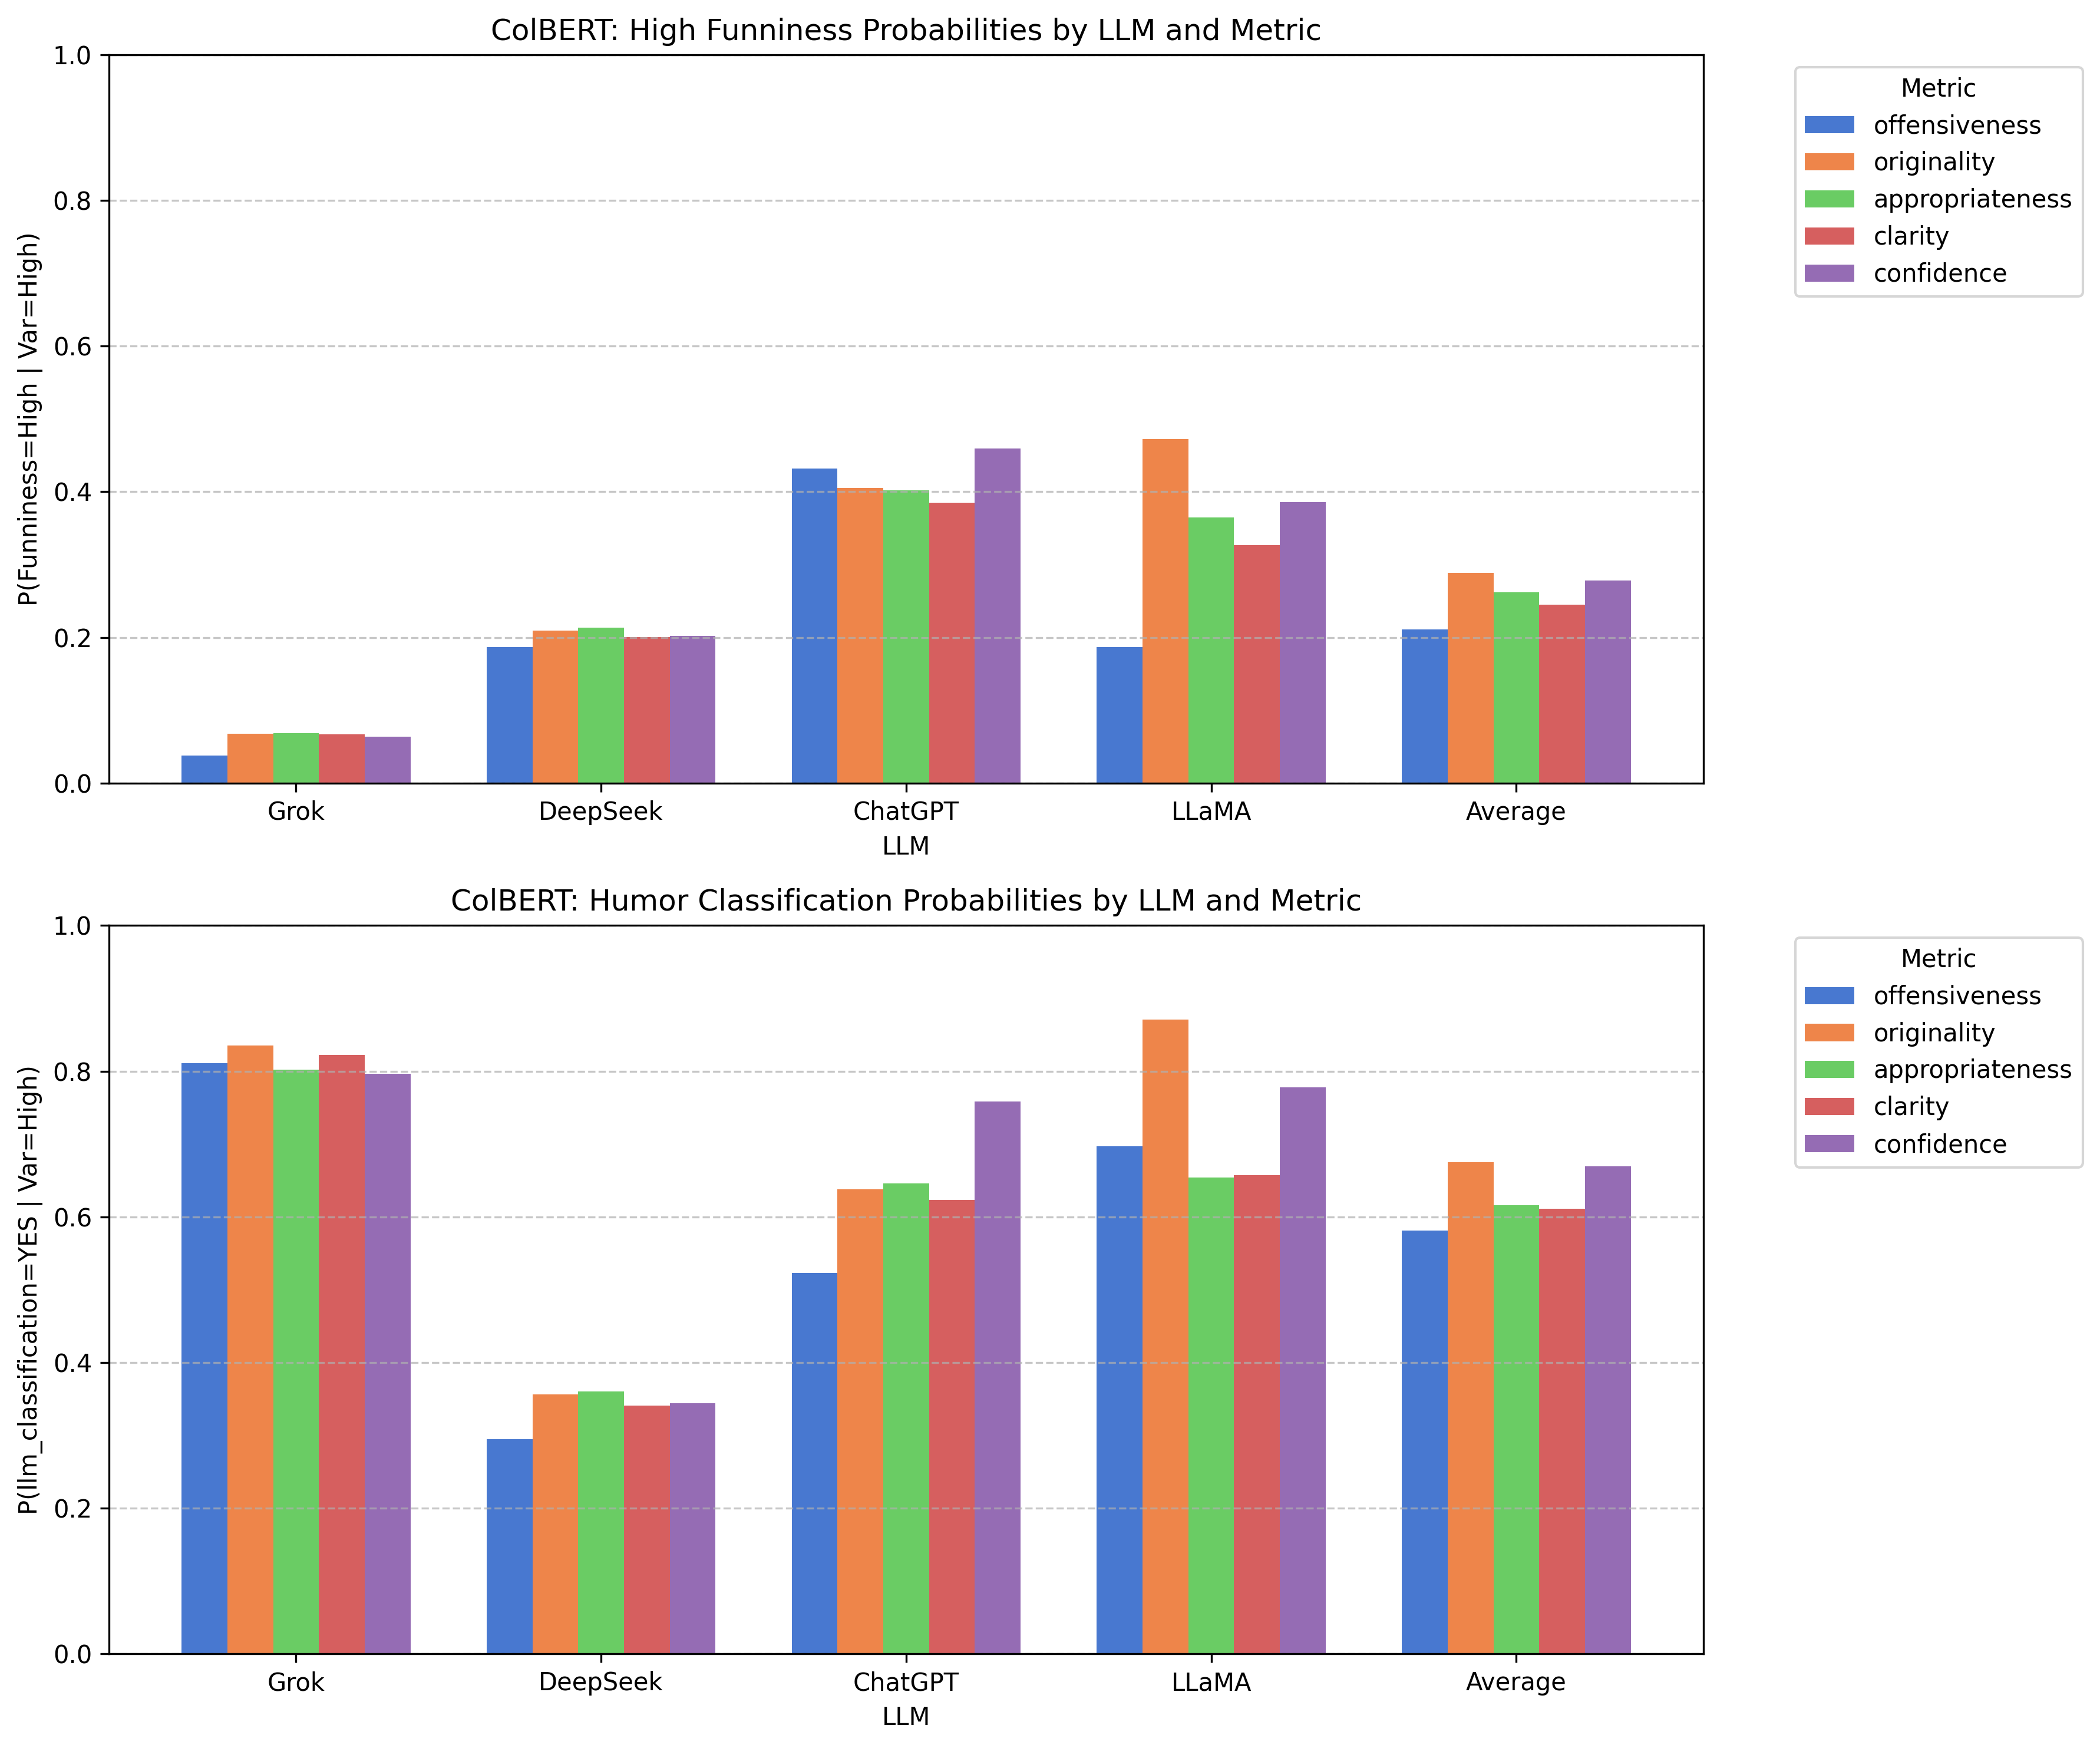 ColBERT: High Funniness Probabilities by LLM and Metric
P(Funniness=High | Var=High)
1.0
0.8
0.6
0.4
0.2
0.0
Grok
DeepSeek
ChatGPT
LLaMA
Average
LLM
Metric
offensiveness
originality
appropriateness
clarity
confidence
ColBERT: Humor Classification Probabilities by LLM and Metric
P(llm_classification=YES | Var=High)
1.0
0.8
0.6
0.4
0.2
0.0
Grok
DeepSeek
ChatGPT
LLaMA
Average
LLM
Metric
offensiveness
originality
appropriateness
clarity
confidence